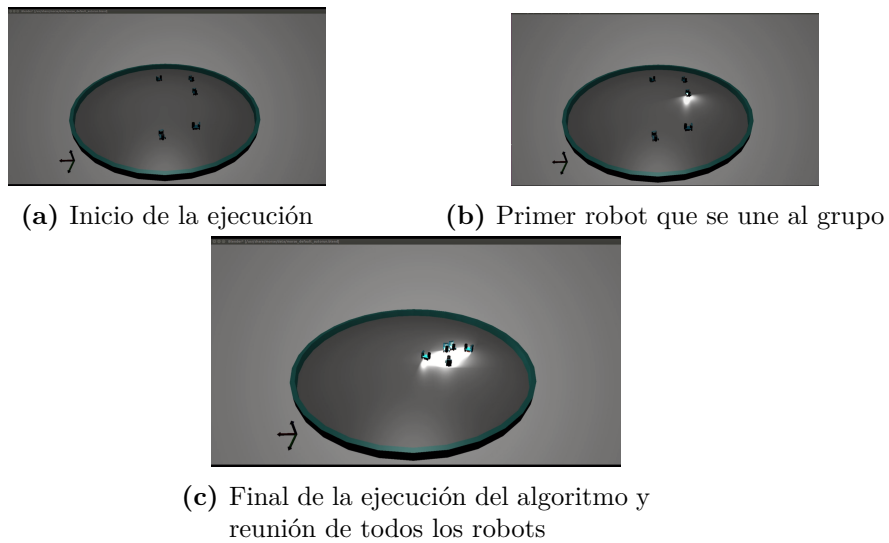 (a) Inicio de la ejecución
(b) Primer robot que se une al grupo
(c) Final de la ejecución del algoritmo y
reunión de todos los robots